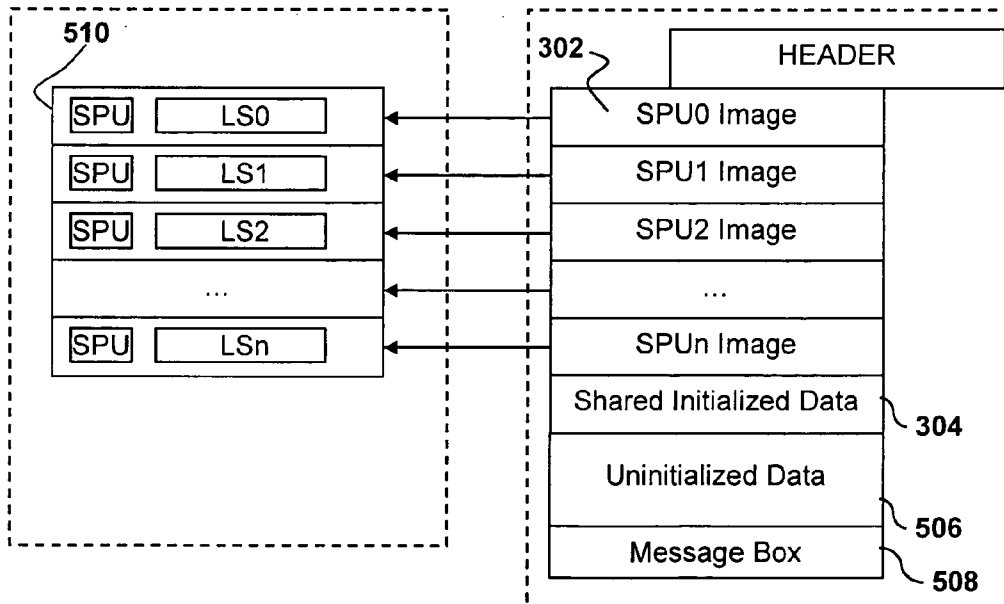 510
SPU LS0
SPU LS1
SPU LS2
...
SPU LSn
302
HEADER
SPU0 Image
SPU1 Image
SPU2 Image
...
SPUn Image
Shared Initialized Data
304
Uninitialized Data
506
Message Box
508